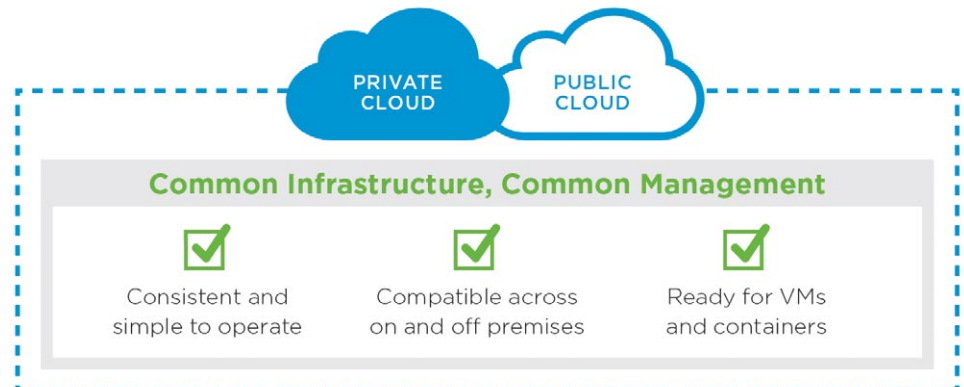 PRIVATE
CLOUD
PUBLIC
CLOUD
Common Infrastructure, Common Management
Consistent and
simple to operate
Compatible across
on and off premises
Ready for VMs
and containers